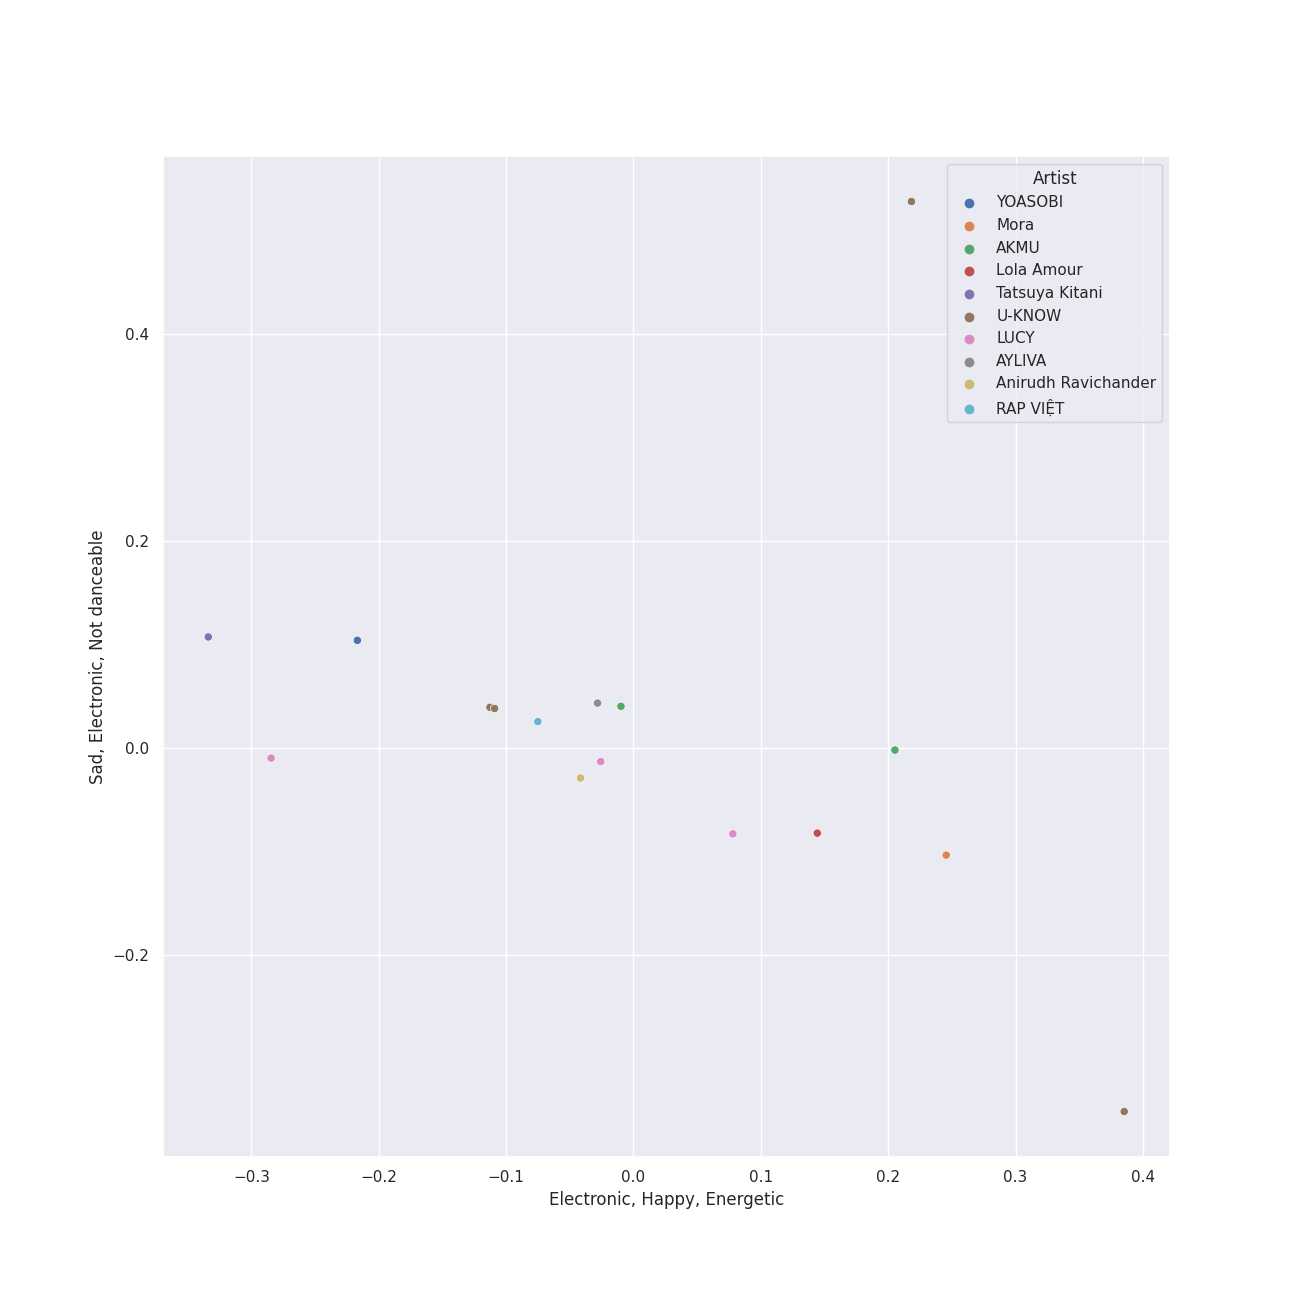 Artist
YOASOBI
Mora
AKMU
Lola Amour
Tatsuya Kitani
U-KNOW
LUCY
AYLIVA
Anirudh Ravichander
RAP VIỆT
0.4
0.2
0.0
−0.2
Sad, Electronic, Not danceable
−0.3 −0.2 −0.1 0.0 0.1 0.2 0.3 0.4
Electronic, Happy, Energetic